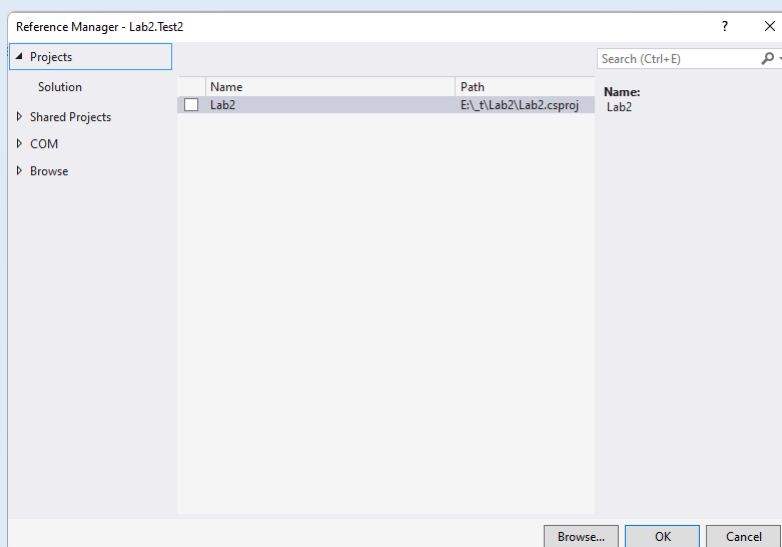 Reference Manager - Lab2.Test2
Projects
Solution
Shared Projects
COM
Browse
Search (Ctrl+E)
Name Path
Lab2 E:\_t\Lab2\Lab2.csproj
Name:
Lab2
Browse... OK Cancel